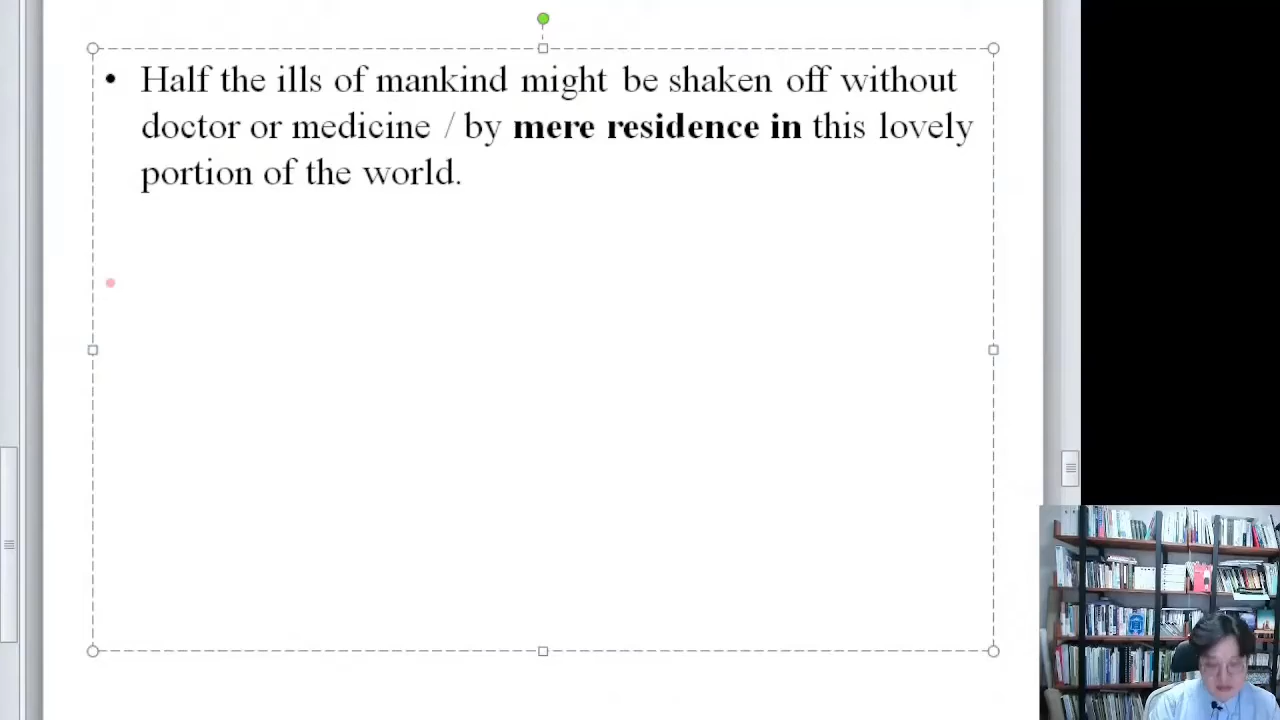 • Half the ills of mankind might be shaken off without
doctor or medicine / by mere residence in this lovely
portion of the world.